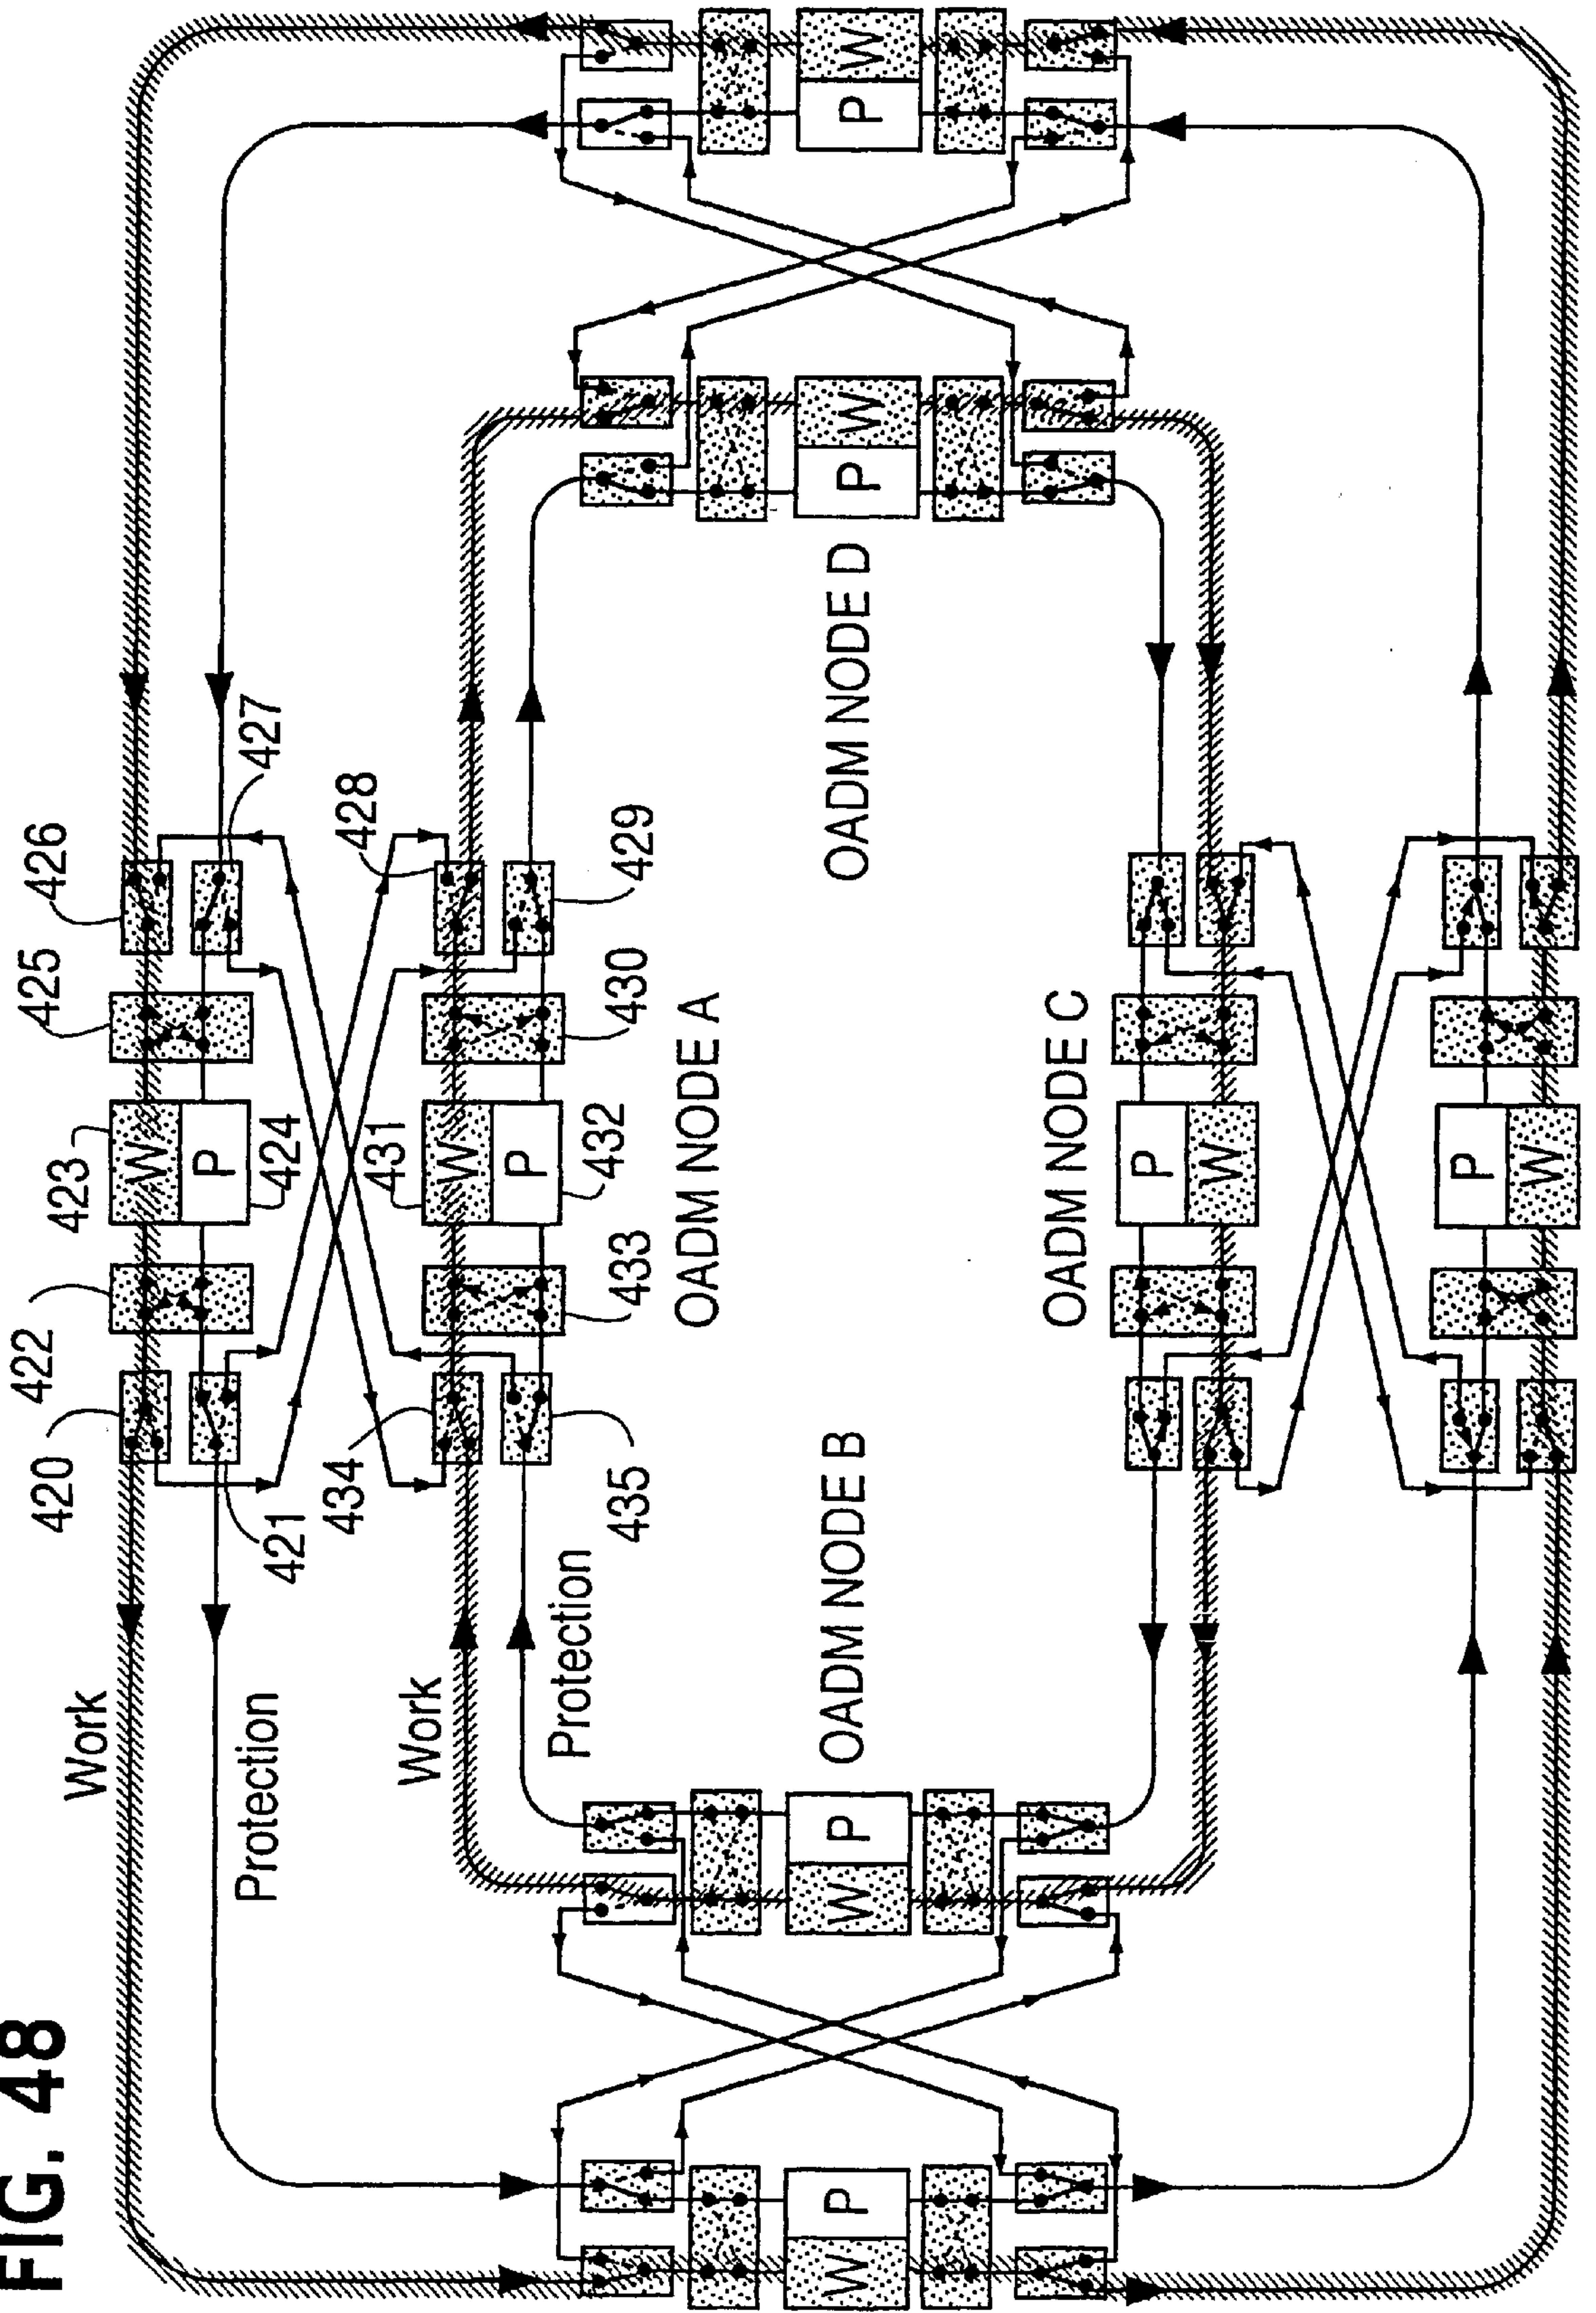 FIG. 48
Work
Protection
Work
Protection
420
421
422
423
424
425
426
427
428
429
430
431
432
433
434
435
W
P
W
P
OADM NODE A
OADM NODE B
W
P
W
P
OADM NODE C
P
W
P
W
OADM NODE D
P
W
P
W